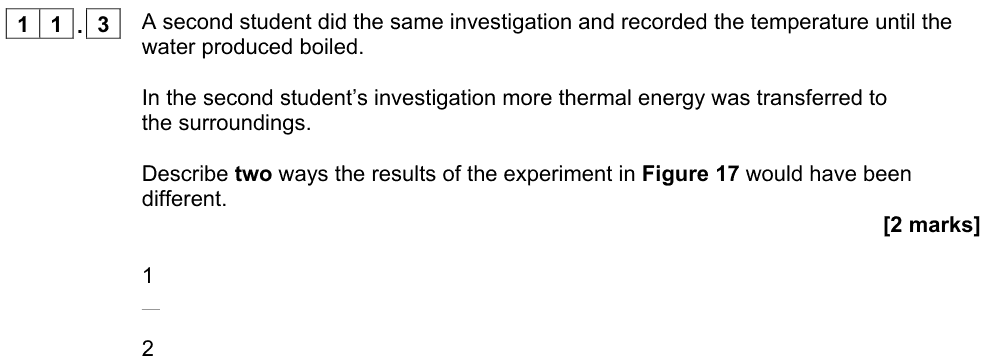 11.3 A second student did the same investigation and recorded the temperature until the
water produced boiled.
In the second student's investigation more thermal energy was transferred to
the surroundings.
Describe two ways the results of the experiment in Figure 17 would have been
different.
[2 marks]
1
2